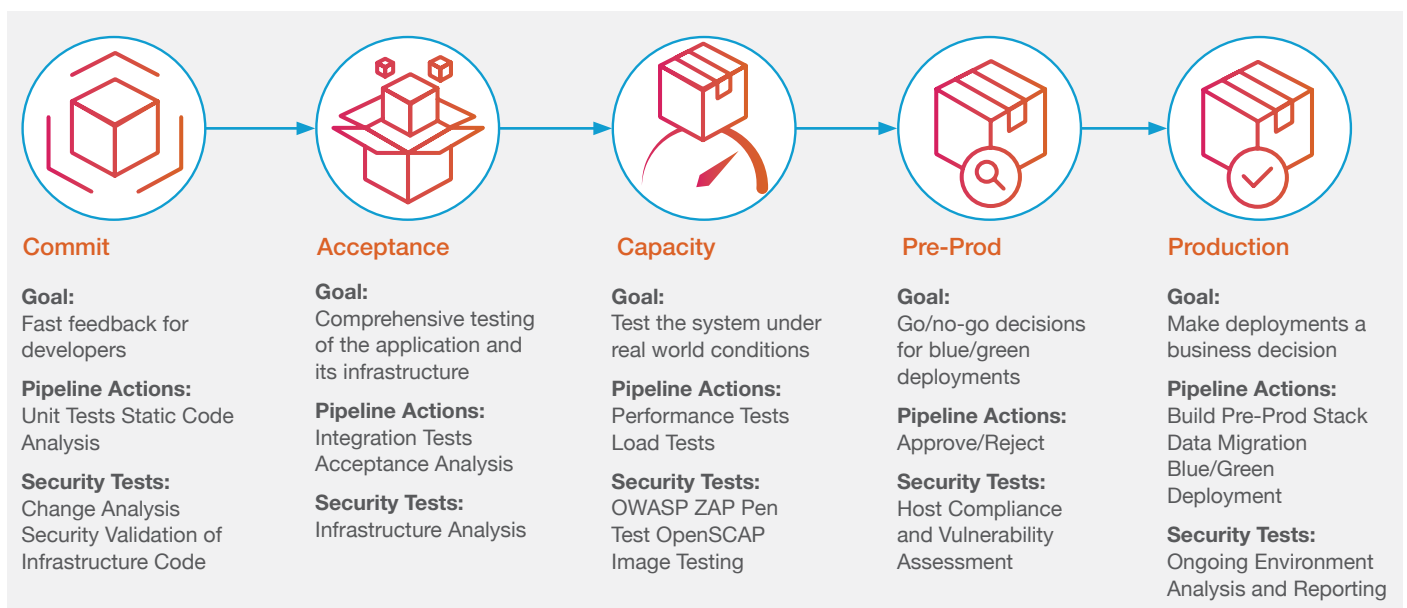 Commit
Goal:
Fast feedback for
developers
Pipeline Actions:
Unit Tests Static Code
Analysis
Security Tests:
Change Analysis
Security Validation of
Infrastructure Code
Acceptance
Goal:
Comprehensive testing
of the application and
its infrastructure
Pipeline Actions:
Integration Tests
Acceptance Analysis
Security Tests:
Infrastructure Analysis
Capacity
Goal:
Test the system under
real world conditions
Pipeline Actions:
Performance Tests
Load Tests
Security Tests:
OWASP ZAP Pen
Test OpenSCAP
Image Testing
Pre-Prod
Goal:
Go/no-go decisions
for blue/green
deployments
Pipeline Actions:
Approve/Reject
Security Tests:
Host Compliance
and Vulnerability
Assessment
Production
Goal:
Make deployments a
business decision
Pipeline Actions:
Build Pre-Prod Stack
Data Migration
Blue/Green
Deployment
Security Tests:
Ongoing Environment
Analysis and Reporting